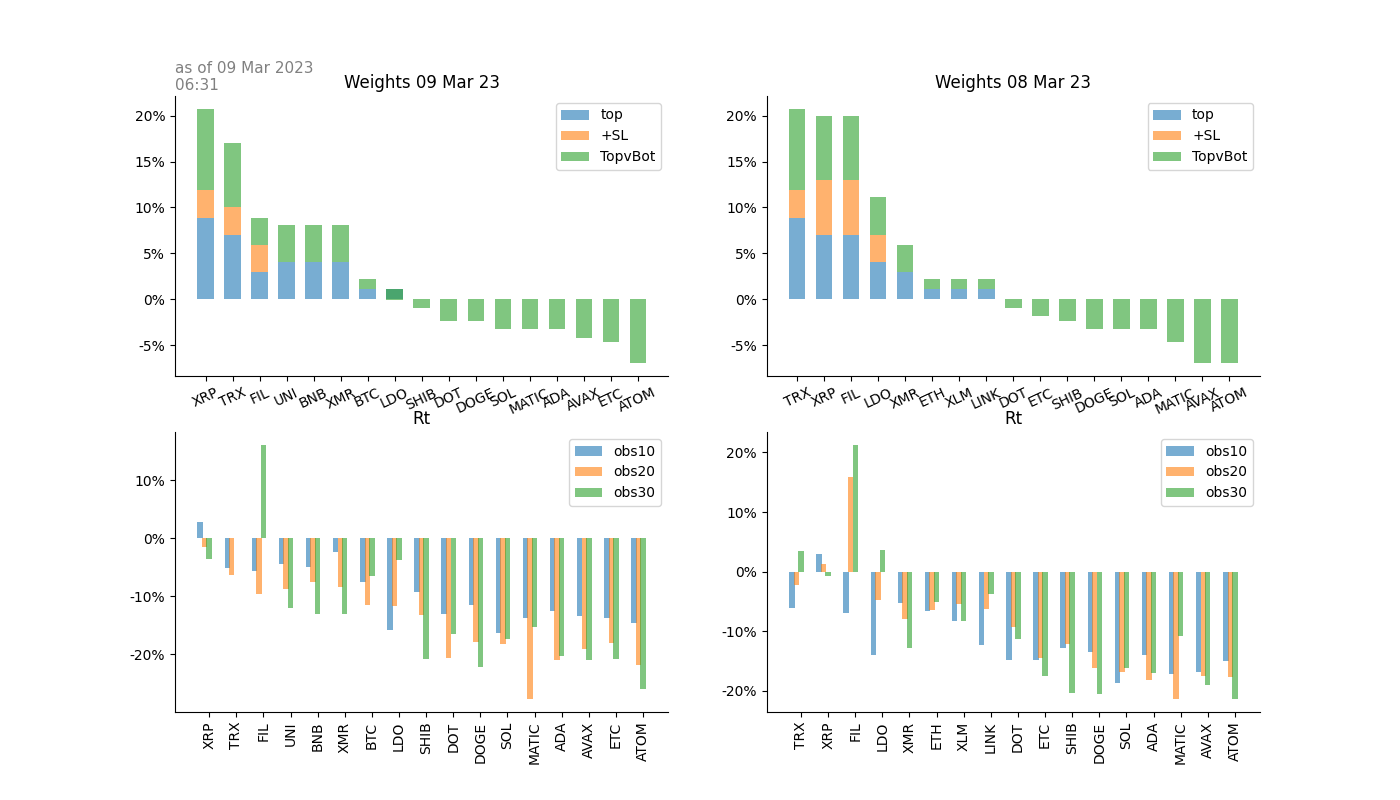 as of 09 Mar 2023
06:31
Weights 09 Mar 23
20%
15%
10%
5%
0%
-5%
top
+SL
TopvBot
XRP TRX FIL UNI BNB XMR BTC LDO SHIB DOT DOGE SOL MATIC ADA AVAX ETC ATOM
Weights 08 Mar 23
20%
15%
10%
5%
0%
-5%
top
+SL
TopvBot
TRX XRP FIL LDO XMR ETH XLM LINK DOT ETC SHIB DOGE SOL ADA MATIC AVAX ATOM
Rt
10%
0%
-10%
-20%
obs10
obs20
obs30
XRP TRX FIL UNI BNB XMR BTC LDO SHIB DOT DOGE SOL MATIC ADA AVAX ETC ATOM
Rt
20%
10%
0%
-10%
-20%
obs10
obs20
obs30
TRX XRP FIL LDO XMR ETH XLM LINK DOT ETC SHIB DOGE SOL ADA MATIC AVAX ATOM